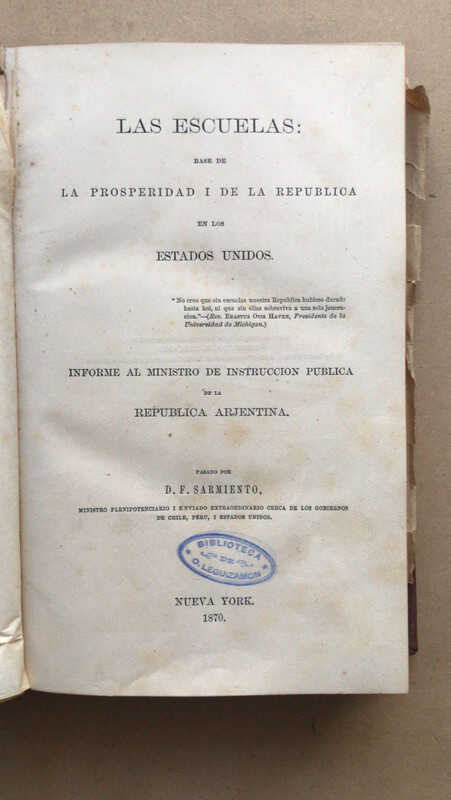 LAS ESCUELAS:
BASE DE
LA PROSPERIDAD I DE LA REPUBLICA
EN LOS
ESTADOS UNIDOS.
"No creo que sin escuelas nuestra Republica hubiese durado
hasta hoi, ni que sin ellas sobreviva a una sola jenera-
cion."—(Rev. ERASTUS OTIS HAVEN, Presidente de la
Universidad de Michigan.)
INFORME AL MINISTRO DE INSTRUCCION PUBLICA
DE LA
REPUBLICA ARJENTINA.
PASADO POR
D. F. SARMIENTO,
MINISTRO PLENIPOTENCIARIO I ENVIADO EXTRAORDINARIO CERCA DE LOS GOBIERNOS
DE CHILE, PERU, I ESTADOS UNIDOS.
BIBLIOTECA
DE
O. LEGUIZAMON
NUEVA YORK.
1870.